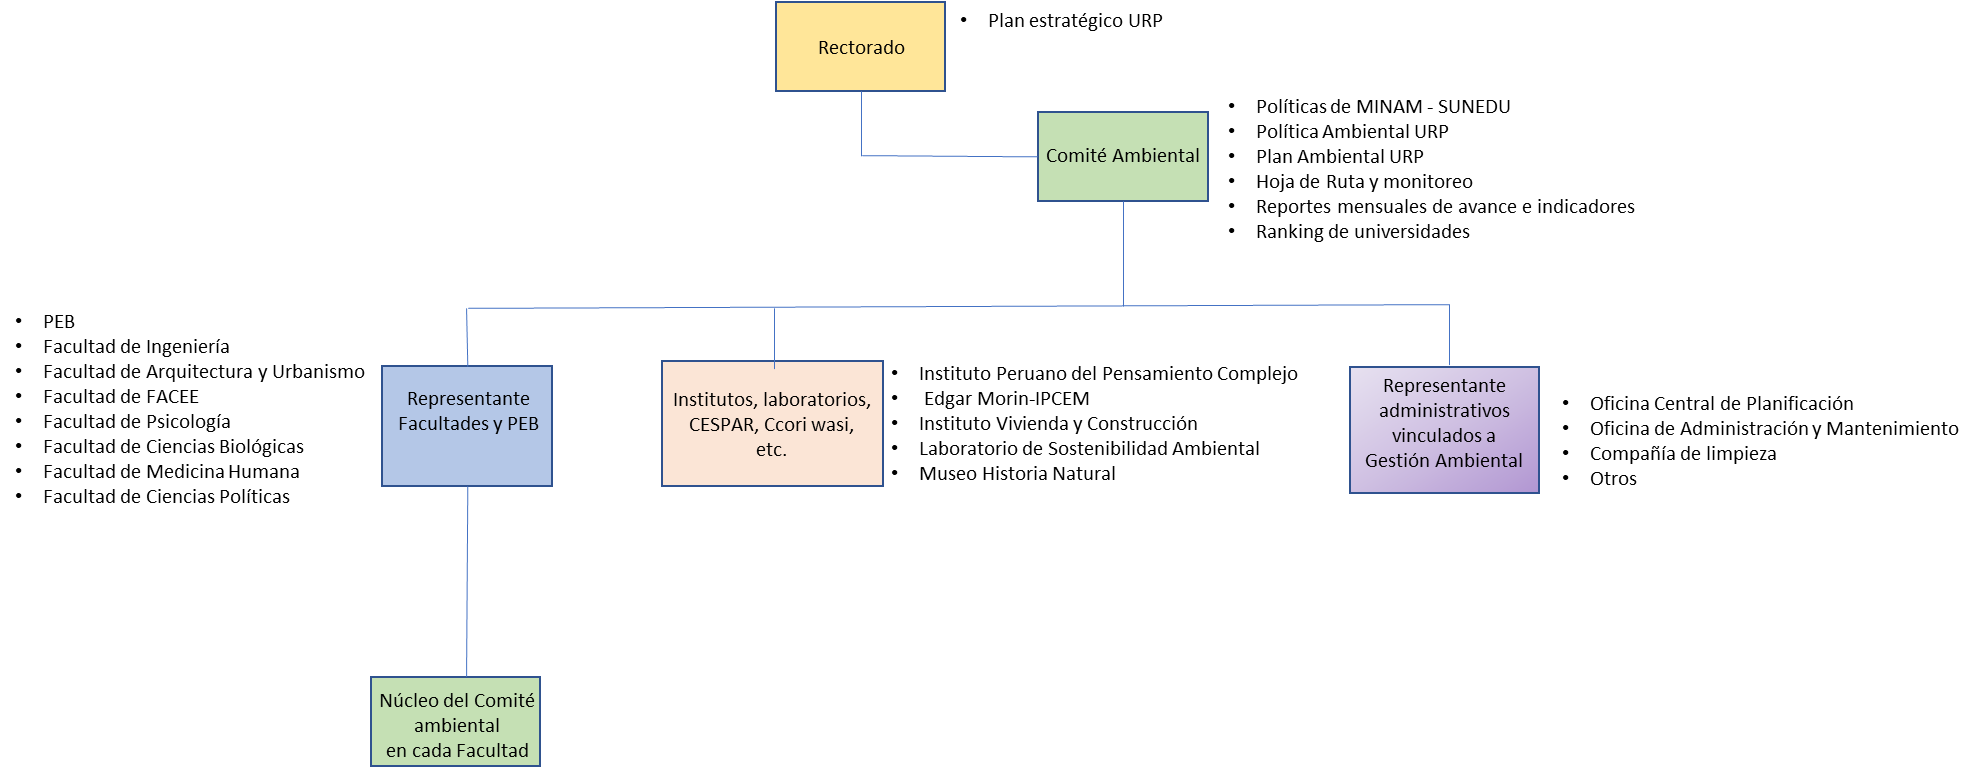 Rectorado
• Plan estratégico URP
Comité Ambiental
• Políticas de MINAM - SUNEDU
• Política Ambiental URP
• Plan Ambiental URP
• Hoja de Ruta y monitoreo
• Reportes mensuales de avance e indicadores
• Ranking de universidades
• PEB
• Facultad de Ingeniería
• Facultad de Arquitectura y Urbanismo
• Facultad de FACEE
• Facultad de Psicología
• Facultad de Ciencias Biológicas
• Facultad de Medicina Humana
• Facultad de Ciencias Políticas
Representante
Facultades y PEB
Institutos, laboratorios,
CESPAR, Ccori wasi,
etc.
• Instituto Peruano del Pensamiento Complejo
• Edgar Morin-IPCEM
• Instituto Vivienda y Construcción
• Laboratorio de Sostenibilidad Ambiental
• Museo Historia Natural
Representante
administrativos
vinculados a
Gestión Ambiental
• Oficina Central de Planificación
• Oficina de Administración y Mantenimiento
• Compañía de limpieza
• Otros
Núcleo del Comité
ambiental
en cada Facultad